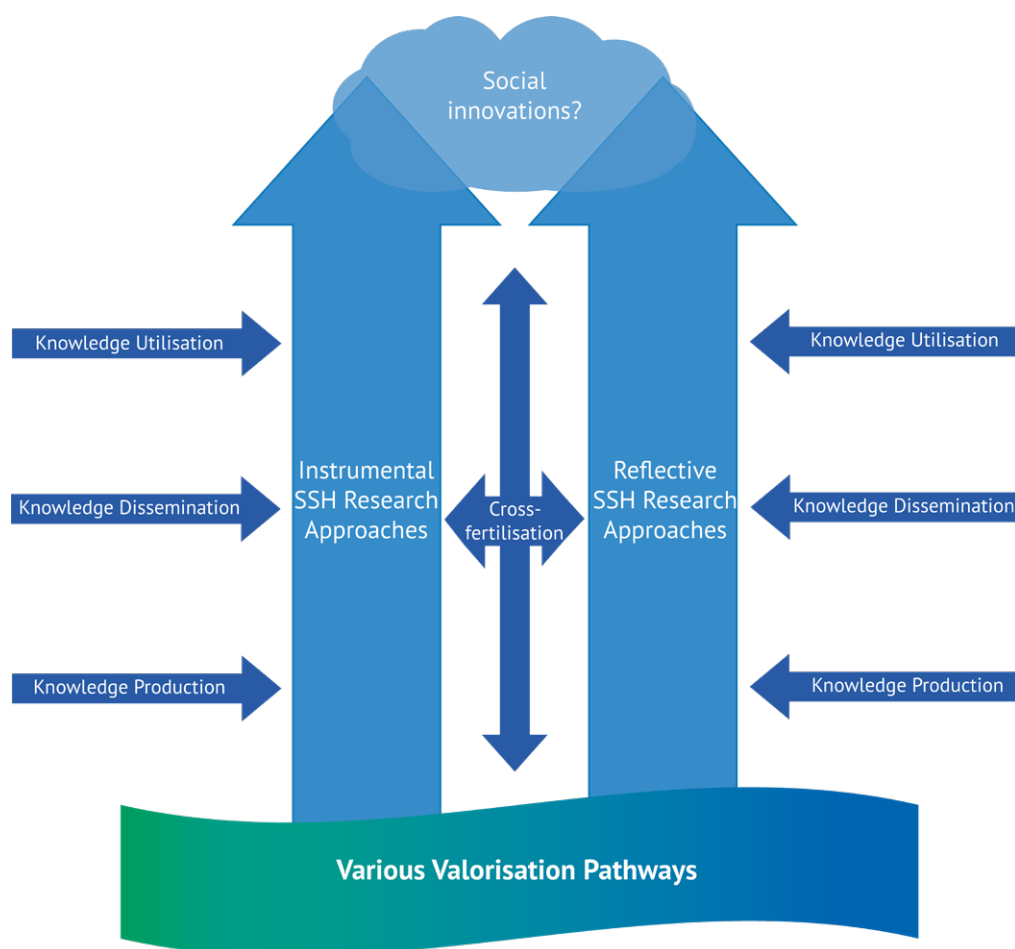 Social
innovations?
Knowledge Utilisation
Knowledge Utilisation
Instrumental
SSH Research
Approaches
Reflective
SSH Research
Approaches
Knowledge Dissemination
Cross-
fertilisation
Knowledge Dissemination
Knowledge Production
Knowledge Production
Various Valorisation Pathways